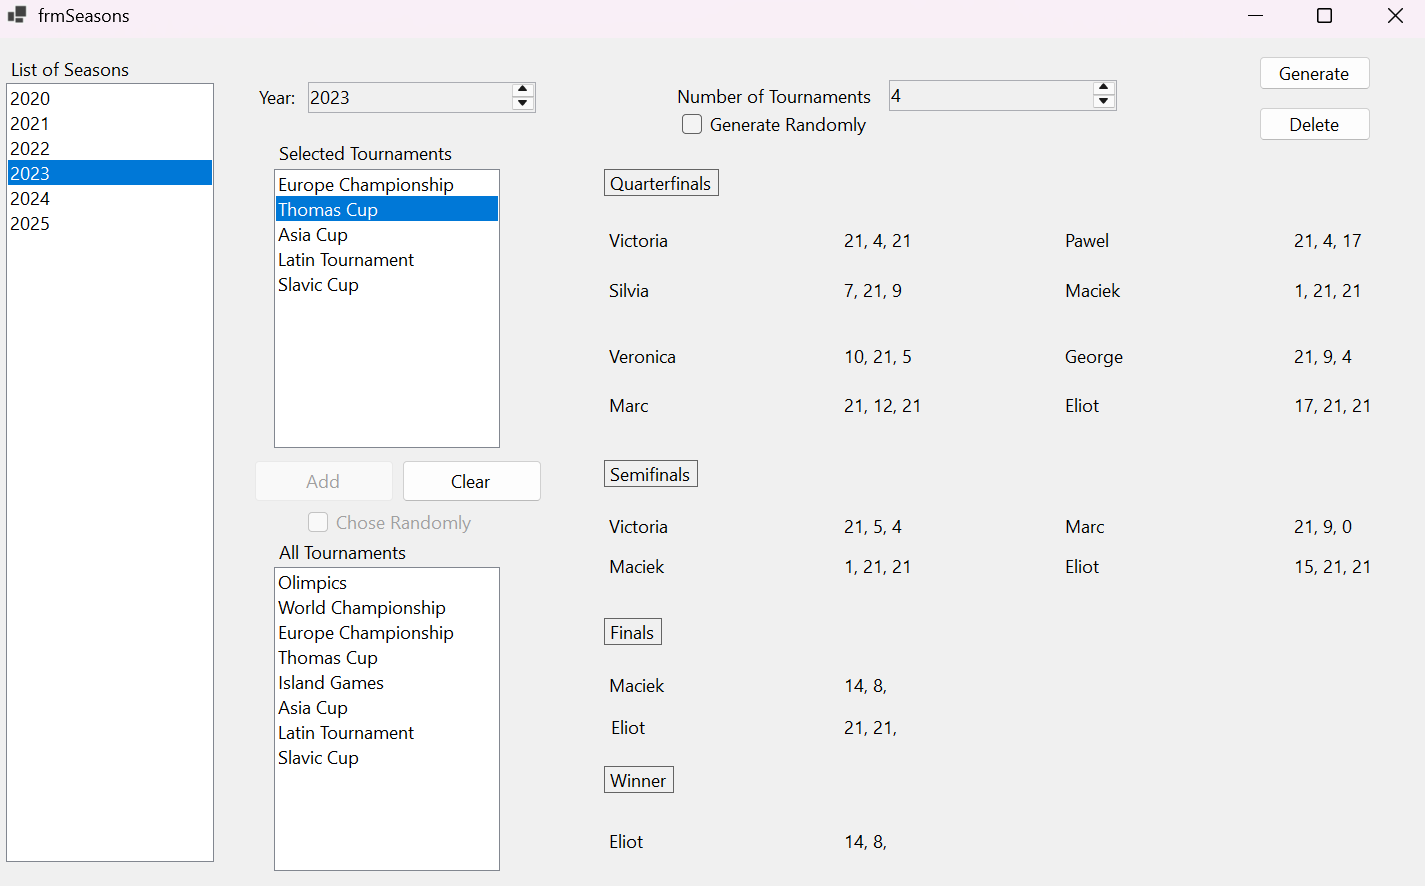 frmSeasons
List of Seasons
2020
2021
2022
2023
2024
2025
Year: 2023
Number of Tournaments 4
Generate Randomly
Generate
Delete
Selected Tournaments
Europe Championship
Thomas Cup
Asia Cup
Latin Tournament
Slavic Cup
Add Clear
Chose Randomly
All Tournaments
Olimpics
World Championship
Europe Championship
Thomas Cup
Island Games
Asia Cup
Latin Tournament
Slavic Cup
Quarterfinals
Victoria 21, 4, 21 Pawel 21, 4, 17
Silvia 7, 21, 9 Maciek 1, 21, 21
Veronica 10, 21, 5 George 21, 9, 4
Marc 21, 12, 21 Eliot 17, 21, 21
Semifinals
Victoria 21, 5, 4 Marc 21, 9, 0
Maciek 1, 21, 21 Eliot 15, 21, 21
Finals
Maciek 14, 8,
Eliot 21, 21,
Winner
Eliot 14, 8,